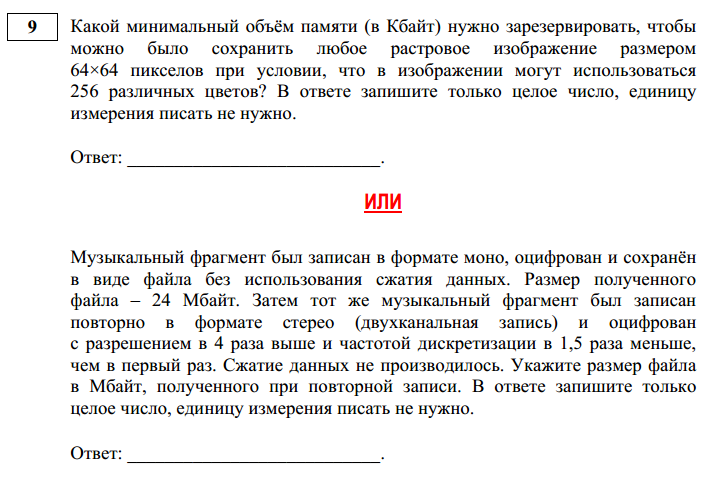 9
Какой минимальный объём памяти (в Кбайт) нужно зарезервировать, чтобы
можно было сохранить любое растровое изображение размером
64×64 пикселов при условии, что в изображении могут использоваться
256 различных цветов? В ответе запишите только целое число, единицу
измерения писать не нужно.
Ответ: ___________________________.
ИЛИ
Музыкальный фрагмент был записан в формате моно, оцифрован и сохранён
в виде файла без использования сжатия данных. Размер полученного
файла – 24 Мбайт. Затем тот же музыкальный фрагмент был записан
повторно в формате стерео (двухканальная запись) и оцифрован
с разрешением в 4 раза выше и частотой дискретизации в 1,5 раза меньше,
чем в первый раз. Сжатие данных не производилось. Укажите размер файла
в Мбайт, полученного при повторной записи. В ответе запишите только
целое число, единицу измерения писать не нужно.
Ответ: ___________________________.